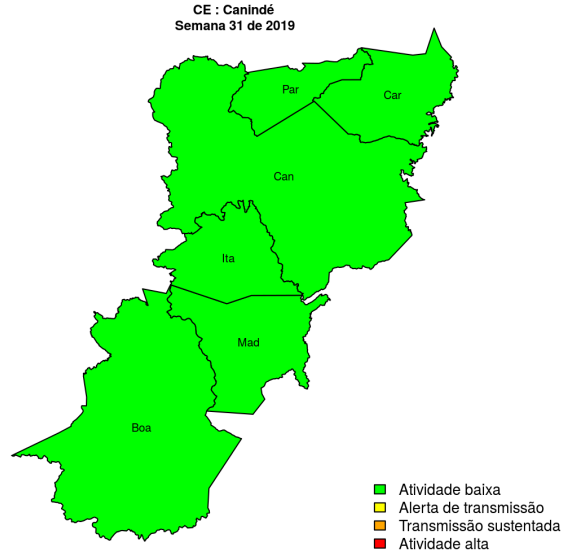 CE : Canindé
Semana 31 de 2019
Par
Car
Can
Ita
Mad
Boa
Atividade baixa
Alerta de transmissão
Transmissão sustentada
Atividade alta